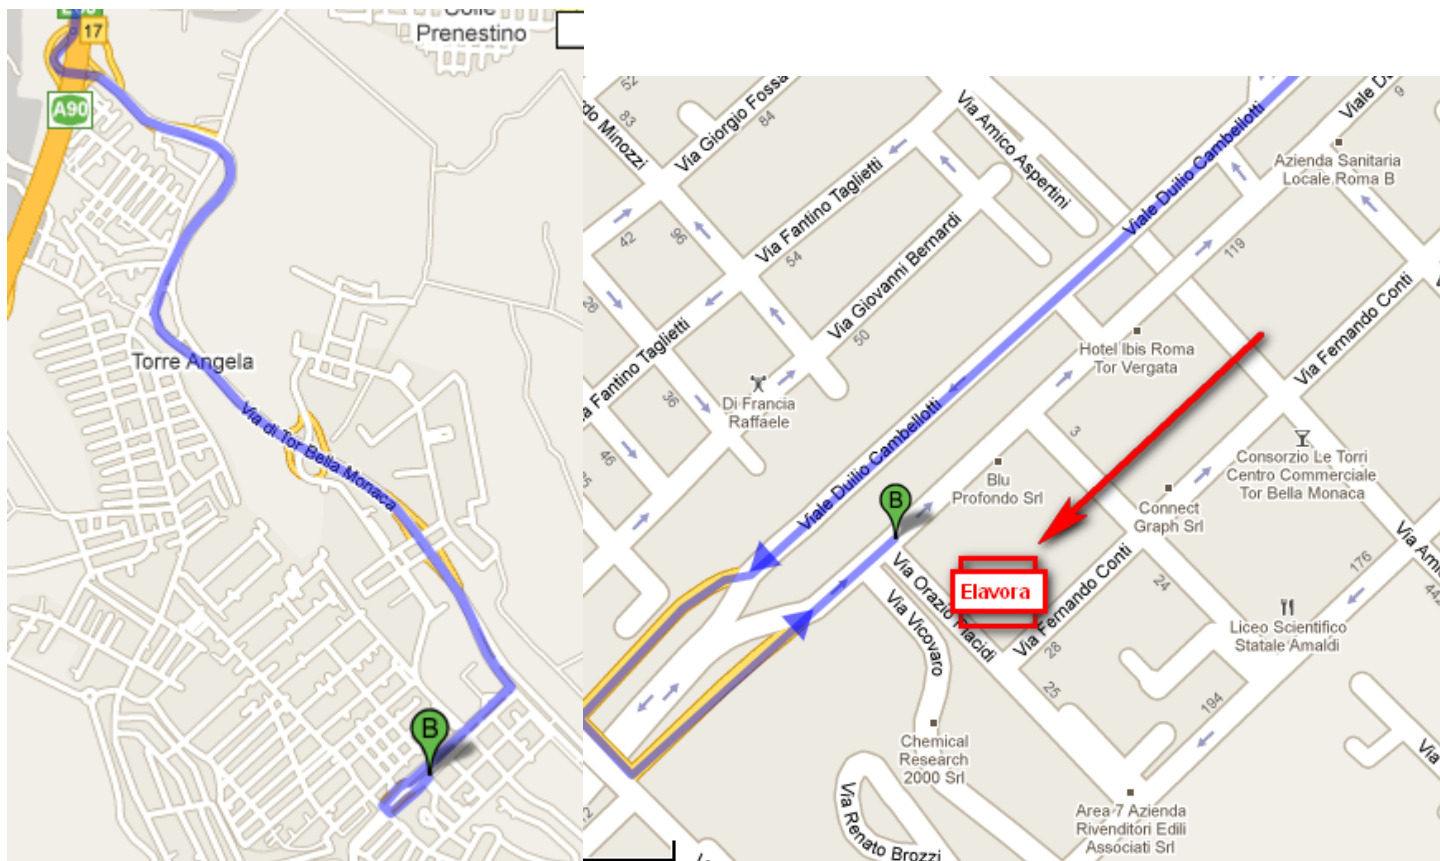 Colle
Prenestino
17
A90
Torre Angela
Via di Tor Bella Monaca
B
52
83
Via Giorgio Fossa
84
do Minozzi
Via Amico Aspertini
Viale Duilio Cambellotti
9
Azienda Sanitaria
Locale Roma B
Via Fantino Taglietti
42
96
54
Via Giovanni Bernardi
119
Via Fernando Conti
Fantino Taglietti
50
Hotel Ibis Roma
Tor Vergata
Di Francia
Raffaele
36
3
46
Viale Duilio Cambellotti
Blu
Profondo Srl
Consorzio Le Torri
Centro Commerciale
Tor Bella Monaca
Connect
Graph Srl
B
Via Orazio Placidi
Elavora
Via Fernando Conti
24
176
442
Via Vicovaro
28
25
Liceo Scientifico
Statale Amaldi
194
Chemical
Research
2000 Srl
Via Renato Brozzi
Area 7 Azienda
Rivenditori Edili
Associati Srl
Via